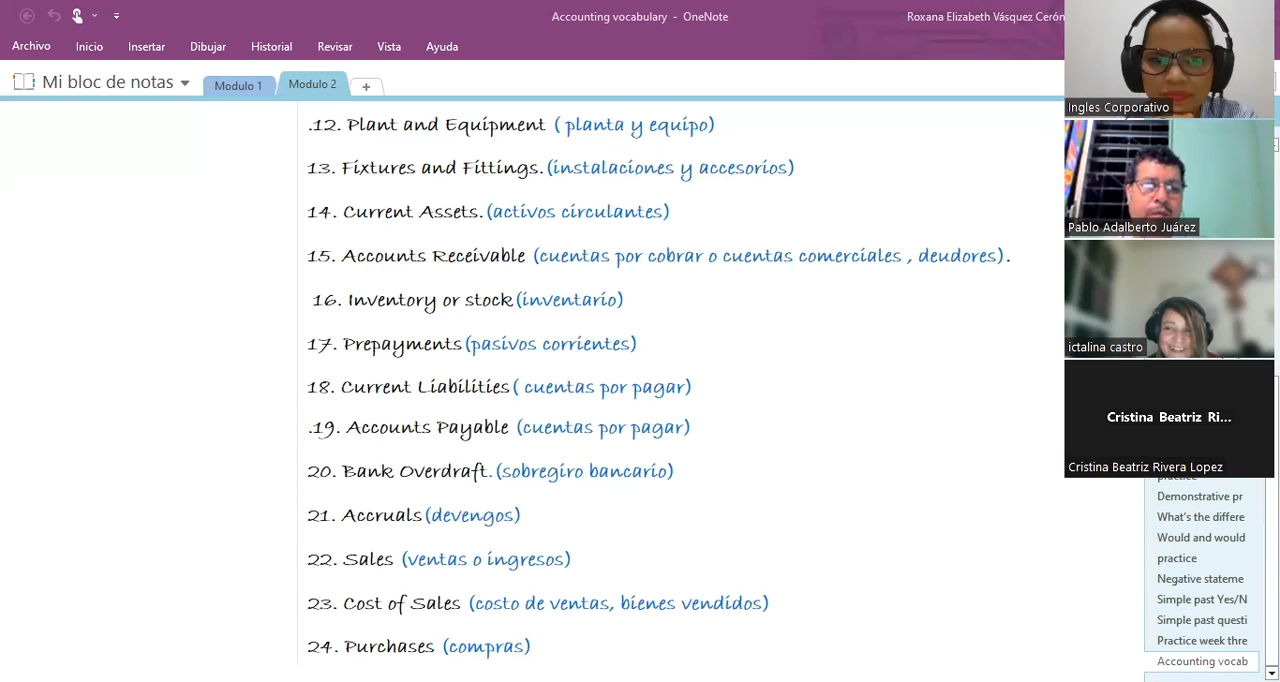 Accounting vocabulary - OneNote
Roxana Elizabeth Vásquez Cerón
Archivo Inicio Insertar Dibujar Historial Revisar Vista Ayuda
Mi bloc de notas Modulo 1 Modulo 2 +
.12. Plant and Equipment ( planta y equipo)
13. Fixtures and Fittings. (instalaciones y accesorios)
14. Current Assets. (activos circulantes)
15. Accounts Receivable (cuentas por cobrar o cuentas comerciales , deudores) .
16. Inventory or stock (inventario)
17. Prepayments (pasivos corrientes)
18. Current Liabilities ( cuentas por pagar)
.19. Accounts Payable (cuentas por pagar)
20. Bank Overdraft. (sobregiro bancario)
21. Accruals (devengos)
22. Sales (ventas o ingresos)
23. Cost of Sales (costo de ventas, bienes vendidos)
24. Purchases (compras)
Ingles Corporativo
Pablo Adalberto Juárez
ictalina castro
Cristina Beatriz Ri...
Cristina Beatriz Rivera Lopez
practice
Demonstrative pr
What's the differe
Would and would
practice
Negative stateme
Simple past Yes/N
Simple past questi
Practice week thre
Accounting vocab